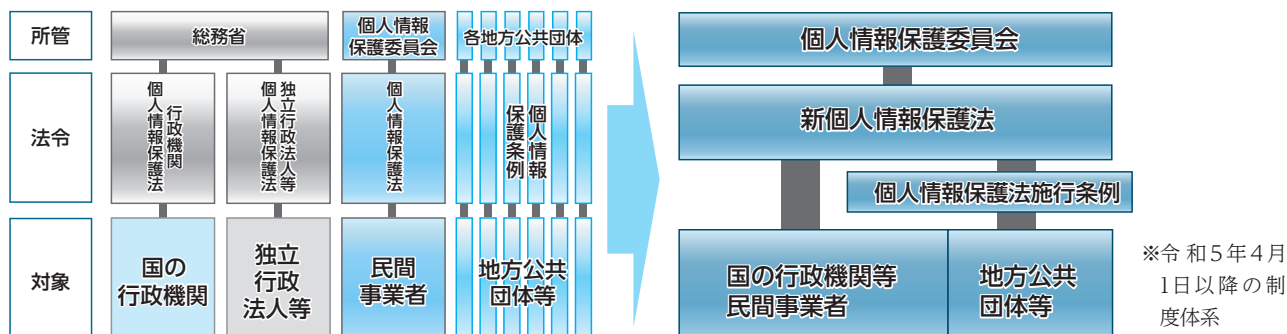 所管
総務省
個人情報
保護委員会
各地方公共団体
法令
行政機関
個人情報保護法
独立行政法人等
個人情報保護法
個人情報保護法
個人情報
保護条例
対象
国の
行政機関
独立
行政
法人等
民間
事業者
地方公共
団体等
個人情報保護委員会
新個人情報保護法
個人情報保護法施行条例
国の行政機関等
民間事業者
地方公共
団体等
※令和5年4月
1日以降の制
度体系